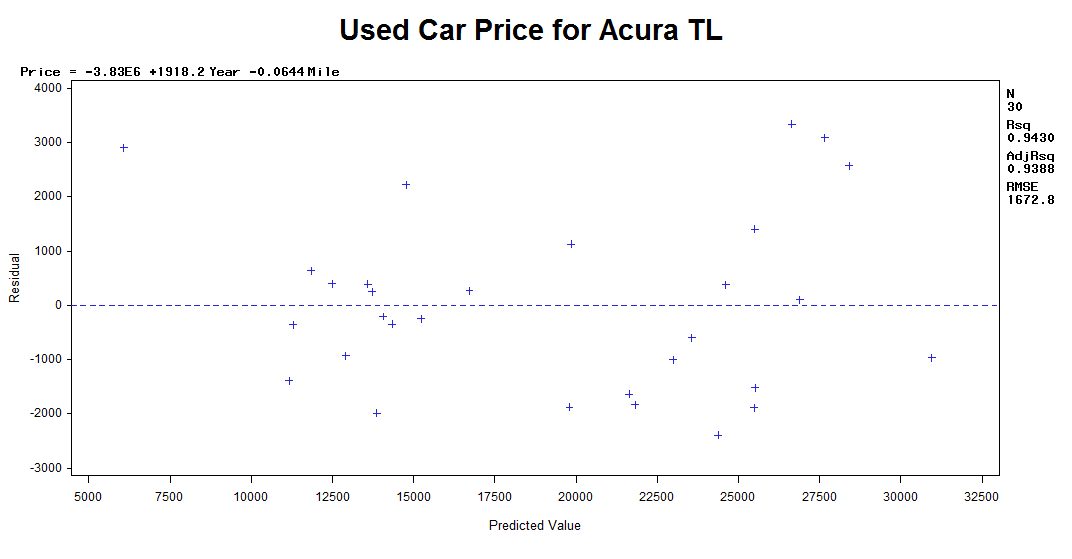 Used Car Price for Acura TL
Price = -3.83E6 +1918.2 Year -0.0644 Mile
4000
3000
2000
1000
0
-1000
-2000
-3000
Residual
N
30
Rsq
0.9430
AdjRsq
0.9388
RMSE
1672.8
5000 7500 10000 12500 15000 17500 20000 22500 25000 27500 30000 32500
Predicted Value